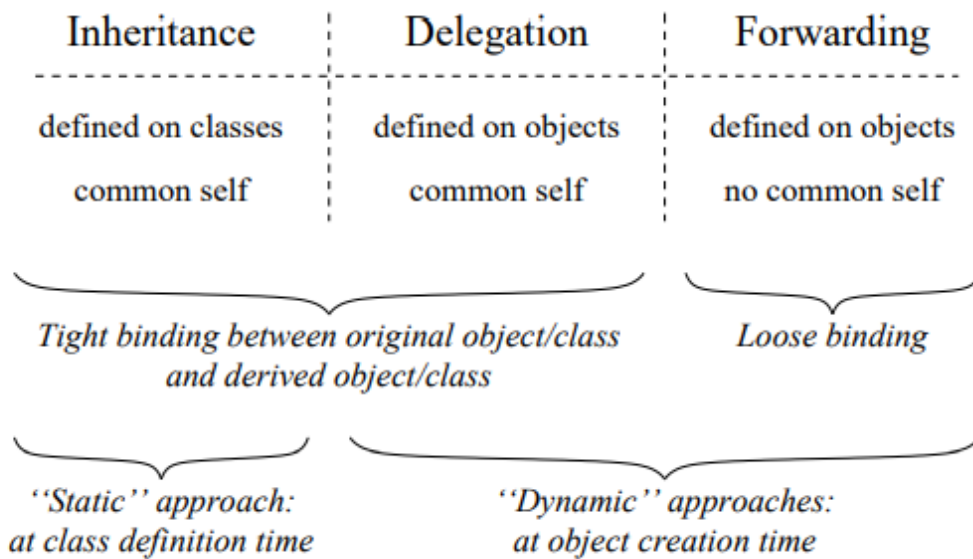 Inheritance Delegation Forwarding
defined on classes defined on objects defined on objects
common self common self no common self
Tight binding between original object/class Loose binding
and derived object/class
‘‘Static’’ approach: ‘‘Dynamic’’ approaches:
at class definition time at object creation time